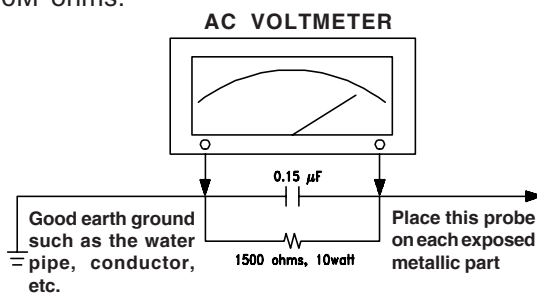 AC VOLTMETER
0.15 μF
Good earth ground
such as the water
pipe, conductor,
etc.
1500 ohms, 10watt
Place this probe
on each exposed
metallic part